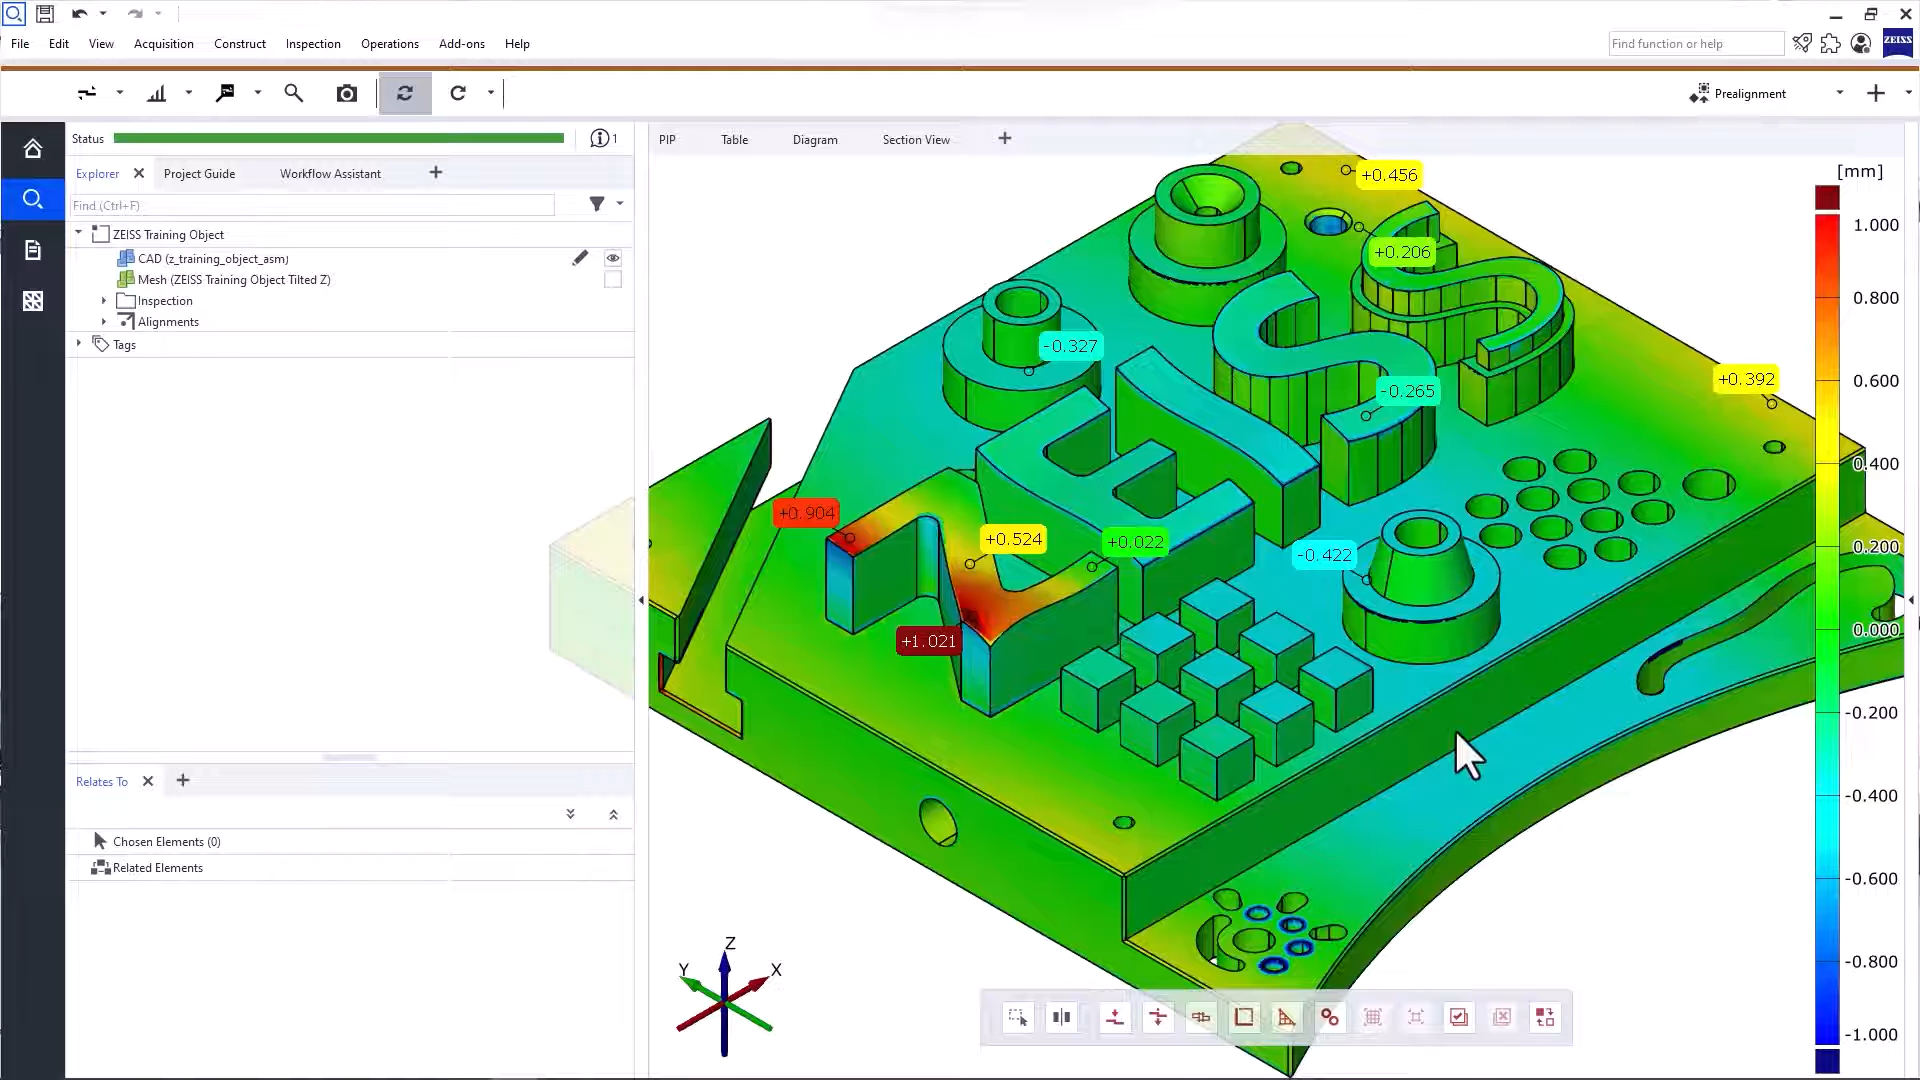 File Edit View Acquisition Construct Inspection Operations Add-ons Help
Find function or help
ZEISS
Prealignment
Status
1
Explorer
Project Guide
Workflow Assistant
Find (Ctrl+F)
ZEISS Training Object
CAD (z_training_object_asm)
Mesh (ZEISS Training Object Tilted Z)
Inspection
Alignments
Tags
Relates To
Chosen Elements (0)
Related Elements
PIP Table Diagram Section View
+0.456
+0.206
-0.327
+0.392
-0.265
+0.904
+0.524
+0.022
-0.422
+1.021
Z
Y
X
[mm]
1.000
0.800
0.600
0.400
0.200
0.000
-0.200
-0.400
-0.600
-0.800
-1.000